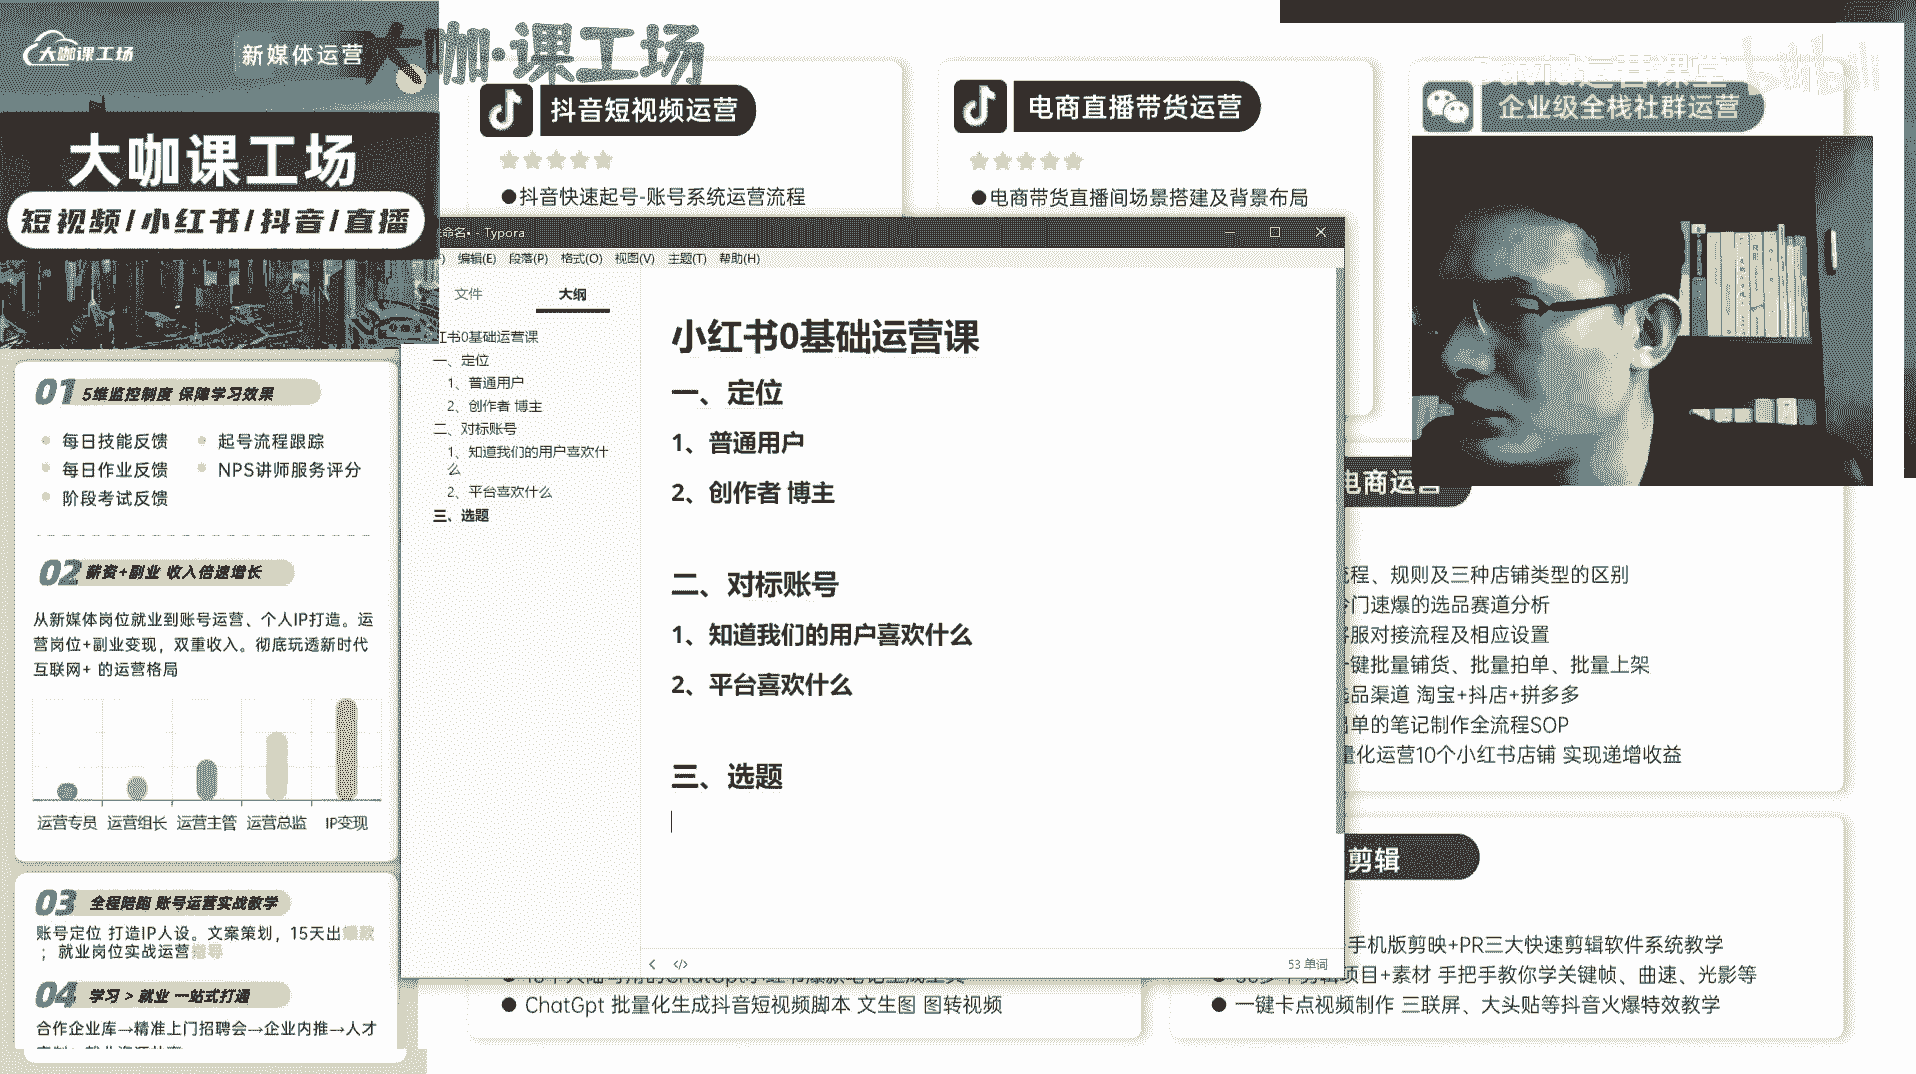 大咖课工场
新媒体运营
大咖·课工场
大咖课工场
短视频/小红书/抖音/直播
01 5维监控制度 保障学习效果
每日技能反馈
起号流程跟踪
每日作业反馈
NPS讲师服务评分
阶段考试反馈
02 薪资+副业 收入倍速增长
从新媒体岗位就业到账号运营、个人IP打造。运
营岗位+副业变现，双重收入。彻底玩透新时代
互联网+ 的运营格局
运营专员 运营组长 运营主管 运营总监 IP变现
03 全程陪跑 账号运营实战教学
账号定位 打造IP人设。文案策划，15天出爆款
；就业岗位实战运营指导
04 学习 > 就业 一站式打通
合作企业库→精准上门招聘会→企业内推→人才
抖音短视频运营
●抖音快速起号-账号系统运营流程
电商直播带货运营
●电商带货直播间场景搭建及背景布局
企业级全栈社群运营
bilibili
命名• - Typora
编辑(E) 段落(P) 格式(O) 视图(V) 主题(T) 帮助(H)
文件
大纲
红书0基础运营课
一、定位
1、普通用户
2、创作者 博主
二、对标账号
1、知道我们的用户喜欢什
么
2、平台喜欢什么
三、选题
小红书0基础运营课
一、定位
1、普通用户
2、创作者 博主
二、对标账号
1、知道我们的用户喜欢什么
2、平台喜欢什么
三、选题
53 单词
电商运营
流程、规则及三种店铺类型的区别
冷门速爆的选品赛道分析
客服对接流程及相应设置
一键批量铺货、批量拍单、批量上架
选品渠道 淘宝+抖店+拼多多
出单的笔记制作全流程SOP
量化运营10个小红书店铺 实现递增收益
● ChatGpt 批量化生成抖音短视频脚本 文生图 图转视频
剪辑
手机版剪映+PR三大快速剪辑软件系统教学
项目+素材 手把手教你学关键帧、曲速、光影等
● 一键卡点视频制作 三联屏、大头贴等抖音火爆特效教学